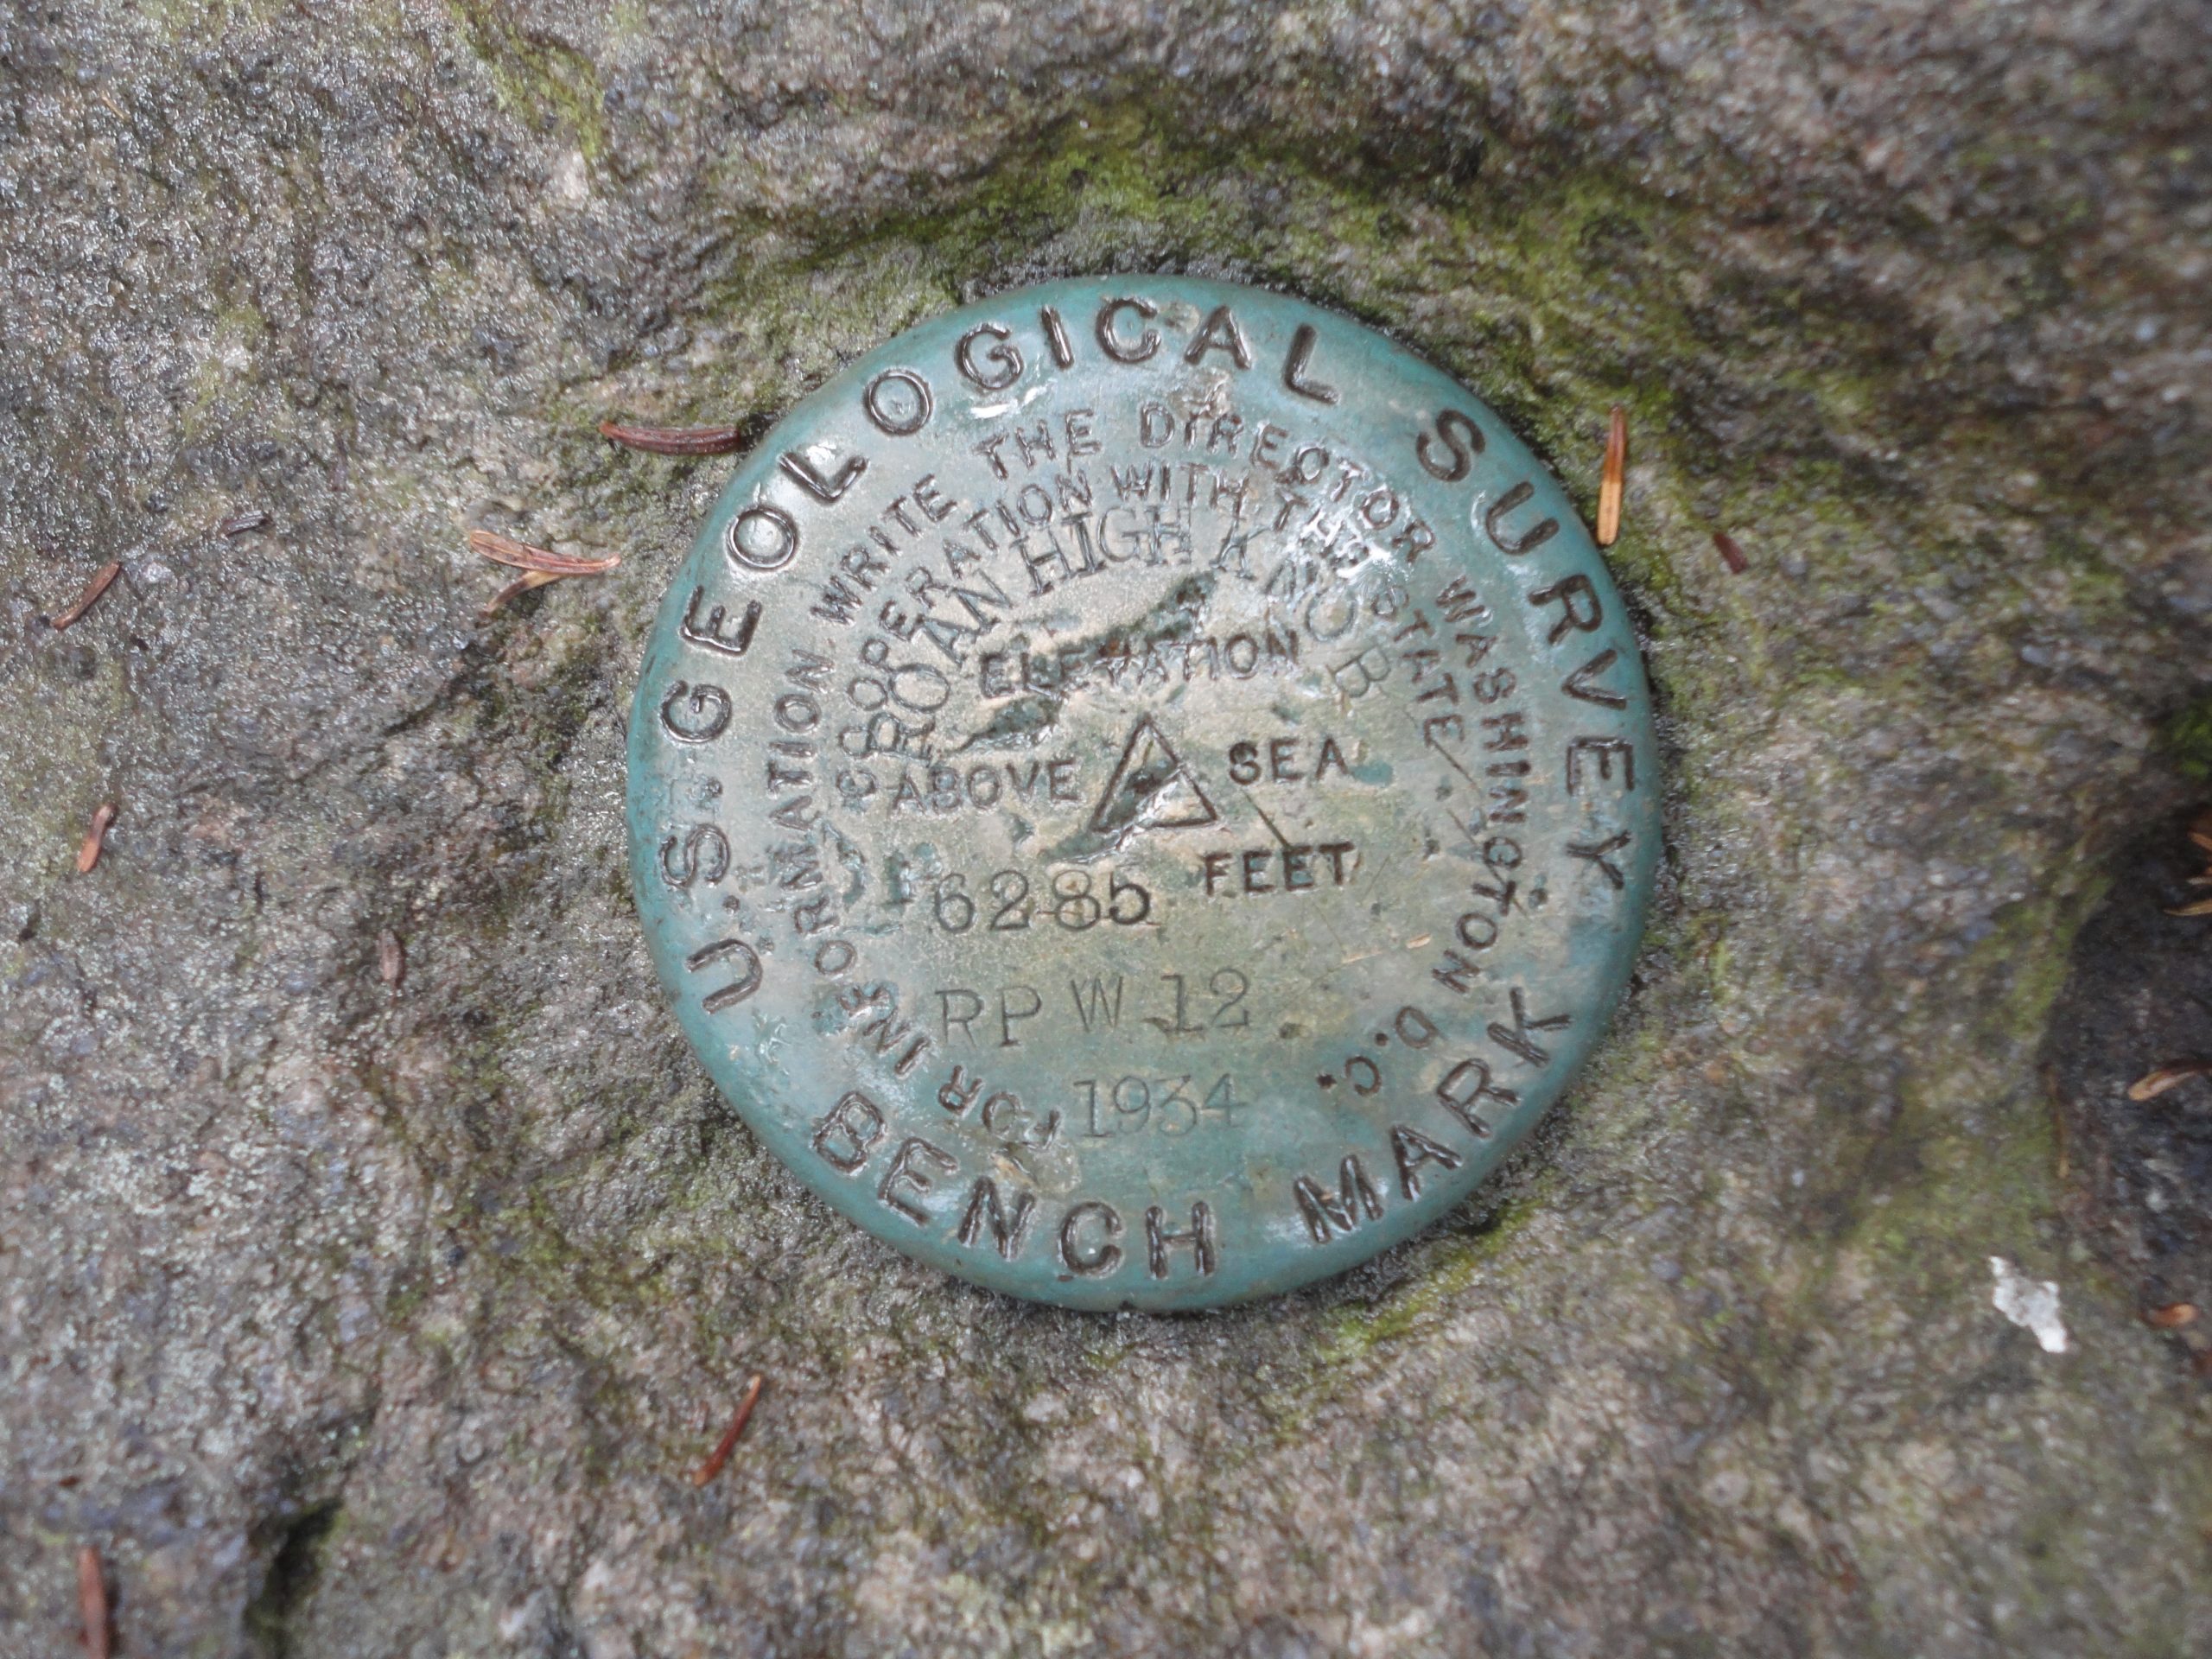 U.S. GEOLOGICAL SURVEY
FOR INFORMATION WRITE THE DIRECTOR WASHINGTON D.C.
COOPERATION WITH THE STATE
ROAN HIGH KNOB
ELEVATION
ABOVE SEA
6285 FEET
RP W 12
1934
BENCH MARK